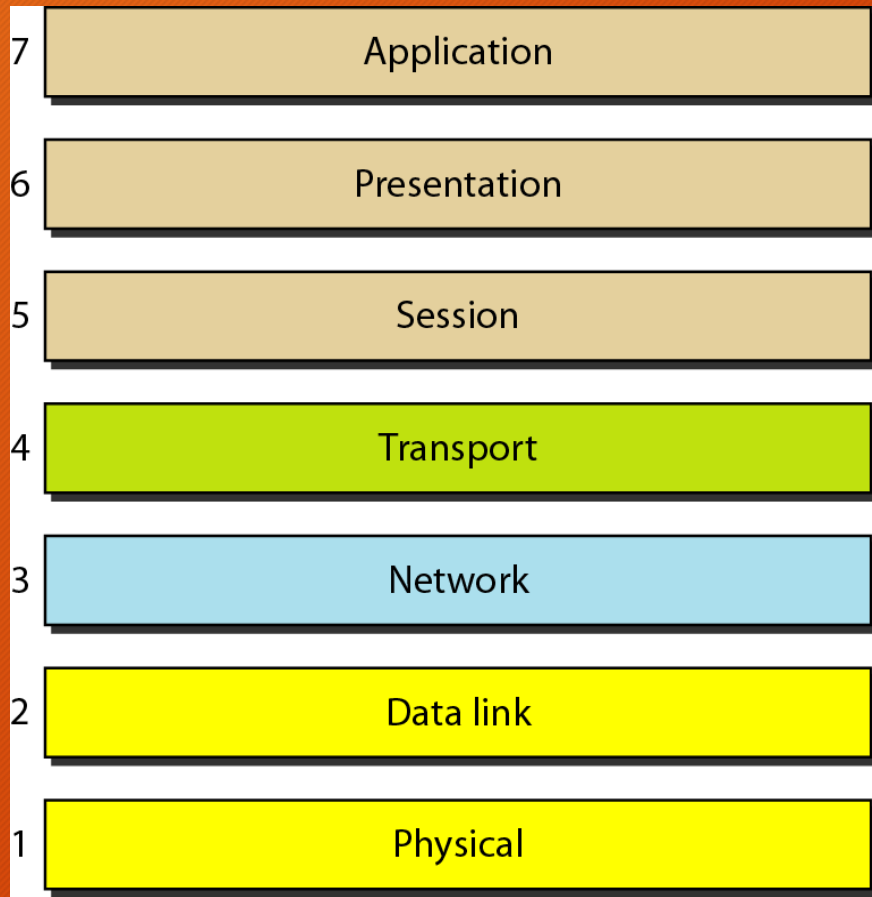 7 Application
6 Presentation
5 Session
4 Transport
3 Network
2 Data link
1 Physical